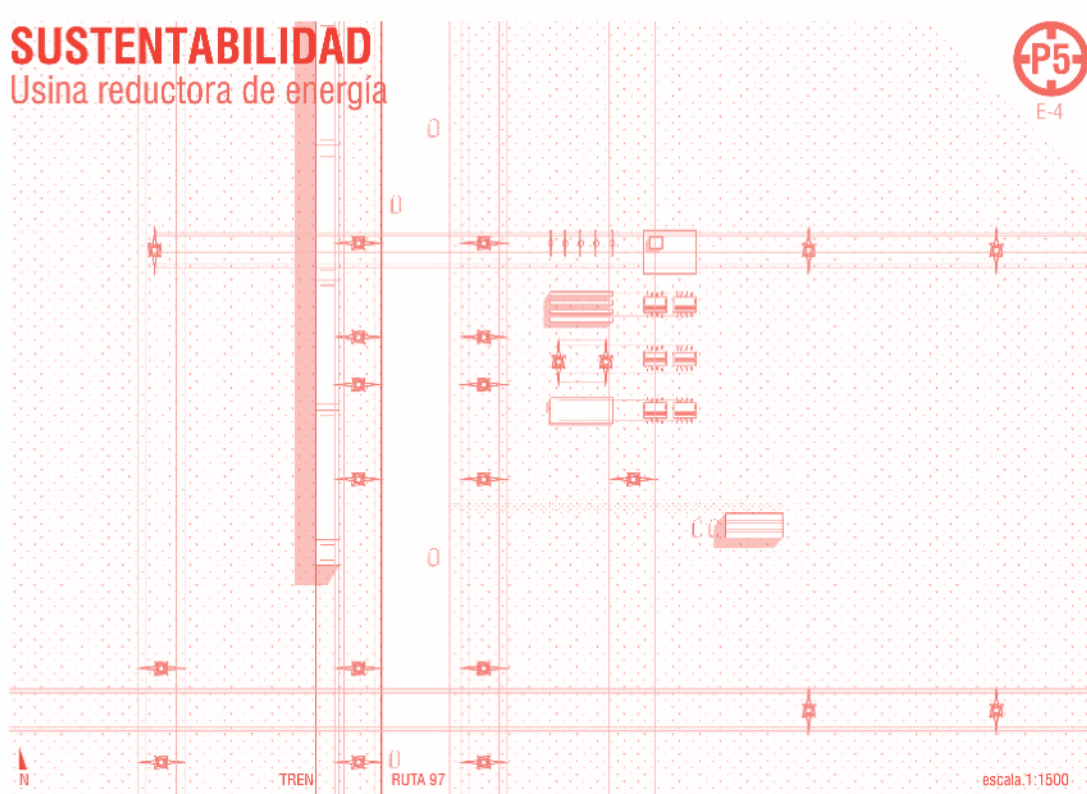 SUSTENTABILIDAD
Usina reductora de energía
P5
E-4
N
TREN
RUTA 97
escala.1:1500